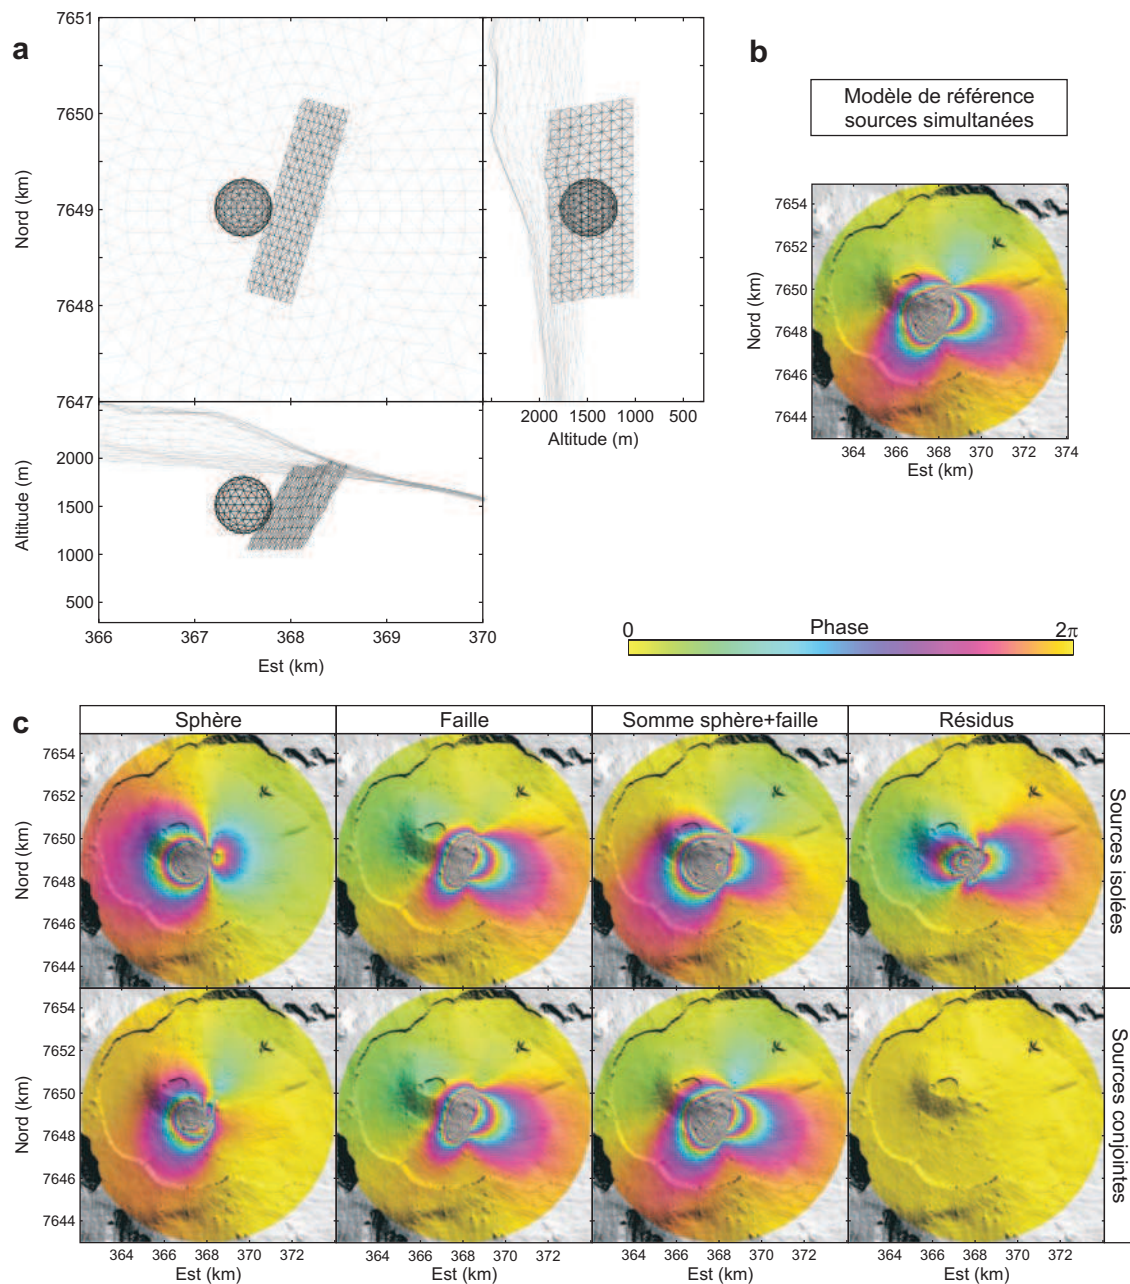 a
Nord (km)
7651
7650
7649
7648
7647
2000
1500
1000
500
Altitude (m)
2000
1500
1000
500
Altitude (m)
366
367
368
369
370
Est (km)
b
Modèle de référence
sources simultanées
Nord (km)
7654
7652
7650
7648
7646
7644
364
366
368
370
372
374
Est (km)
0
Phase
2π
c
Sphère
Faille
Somme sphère+faille
Résidus
Nord (km)
7654
7652
7650
7648
7646
7644
Sources isolées
Nord (km)
7654
7652
7650
7648
7646
7644
Sources conjointes
364 366 368 370 372
364 366 368 370 372
364 366 368 370 372
364 366 368 370 372
Est (km)
Est (km)
Est (km)
Est (km)